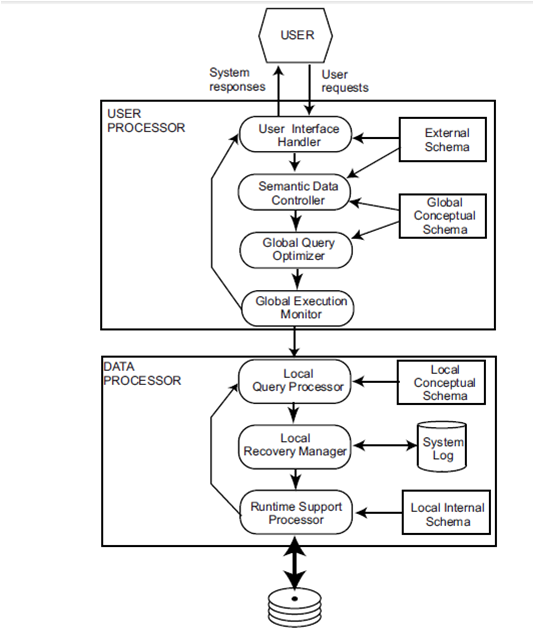 USER
System
responses
User
requests
USER
PROCESSOR
User Interface
Handler
External
Schema
Semantic Data
Controller
Global
Conceptual
Schema
Global Query
Optimizer
Global Execution
Monitor
DATA
PROCESSOR
Local
Query Processor
Local
Conceptual
Schema
Local
Recovery Manager
System
Log
Runtime Support
Processor
Local Internal
Schema